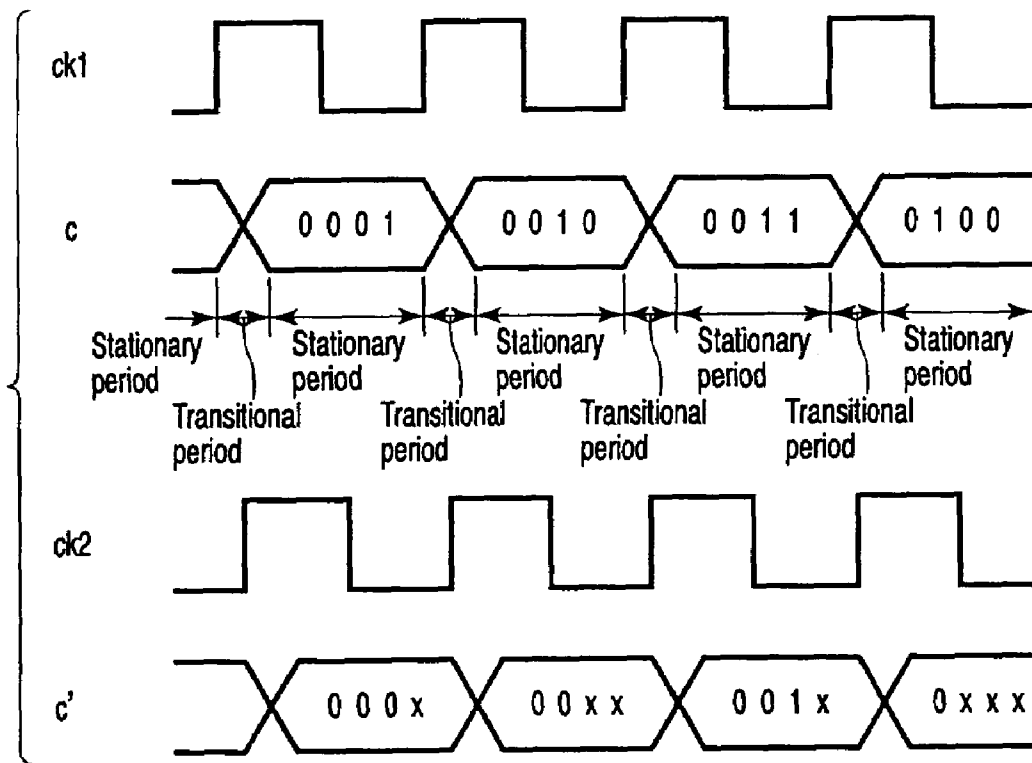 ck1
c
0 0 0 1
0 0 1 0
0 0 1 1
0 1 0 0
Stationary
period
Stationary
period
Stationary
period
Stationary
period
Stationary
period
Transitional
period
Transitional
period
Transitional
period
Transitional
period
ck2
c'
0 0 0 x
0 0 x x
0 0 1 x
0 x x x